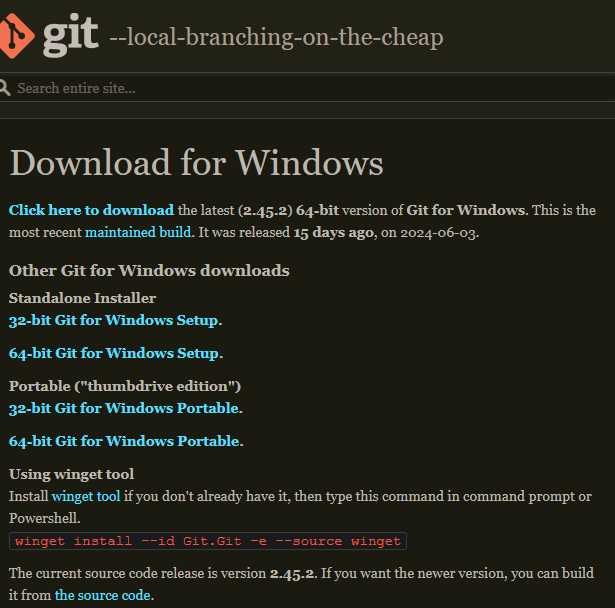 git --local-branching-on-the-cheap
Search entire site...
Download for Windows
Click here to download the latest (2.45.2) 64-bit version of Git for Windows. This is the
most recent maintained build. It was released 15 days ago, on 2024-06-03.
Other Git for Windows downloads
Standalone Installer
32-bit Git for Windows Setup.
64-bit Git for Windows Setup.
Portable ("thumbdrive edition")
32-bit Git for Windows Portable.
64-bit Git for Windows Portable.
Using winget tool
Install winget tool if you don't already have it, then type this command in command prompt or
Powershell.
winget install --id Git.Git -e --source winget
The current source code release is version 2.45.2. If you want the newer version, you can build
it from the source code.